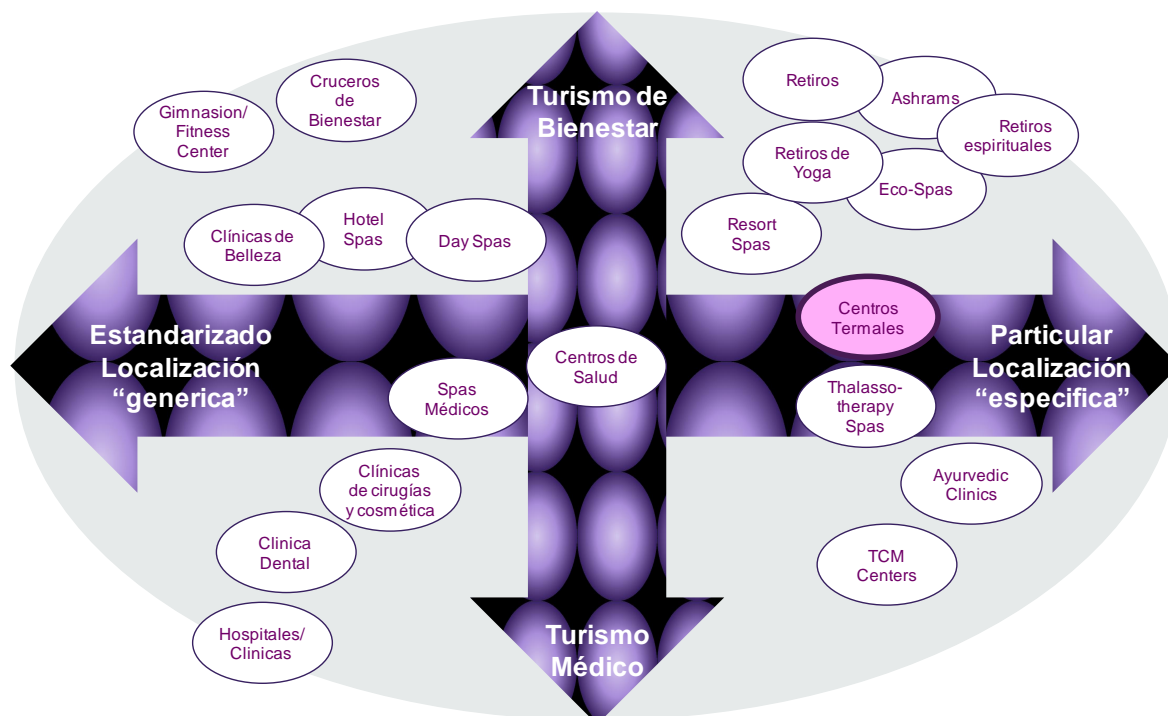 Turismo de
Bienestar
Cruceros
de
Bienestar
Gimnasion/
Fitness
Center
Retiros
Ashrams
Retiros
espirituales
Retiros de
Yoga
Eco-Spas
Clínicas de
Belleza
Hotel
Spas
Day Spas
Resort
Spas
Estandarizado
Localización
“generica”
Centros
Termales
Particular
Localización
“especifica”
Spas
Médicos
Centros de
Salud
Thalasso-
therapy
Spas
Clínicas
de cirugías
y cosmética
Ayurvedic
Clinics
Clinica
Dental
TCM
Centers
Hospitales/
Clinicas
Turismo
Médico